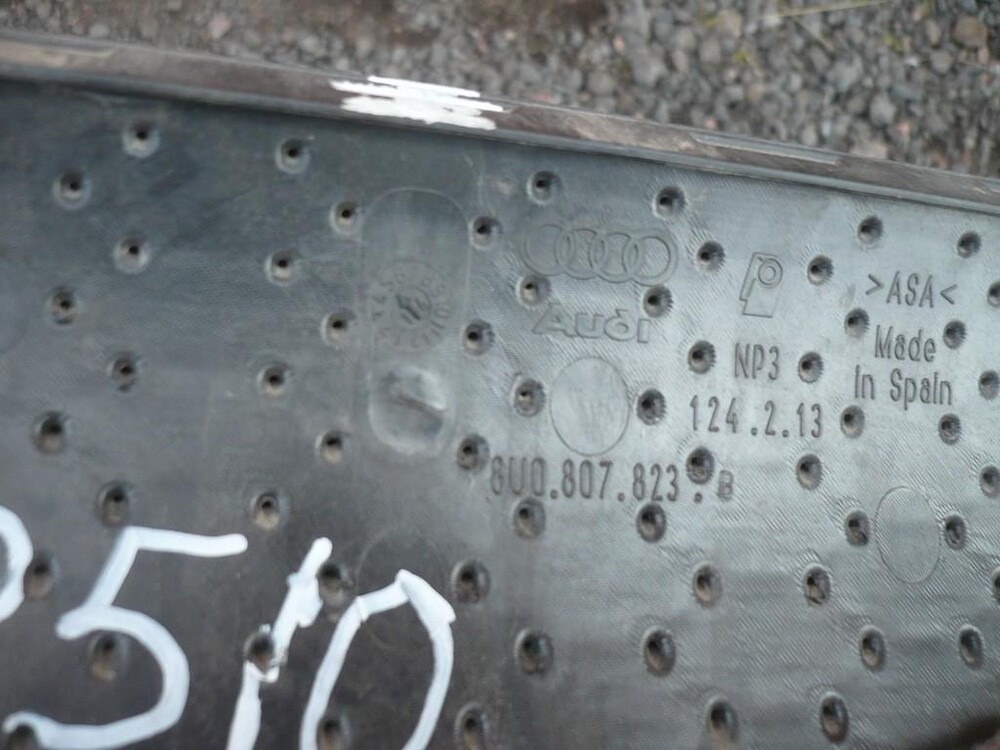 Audi
P
NP3
124.2.13
>ASA<
Made
in Spain
8U0.807.823.B
510